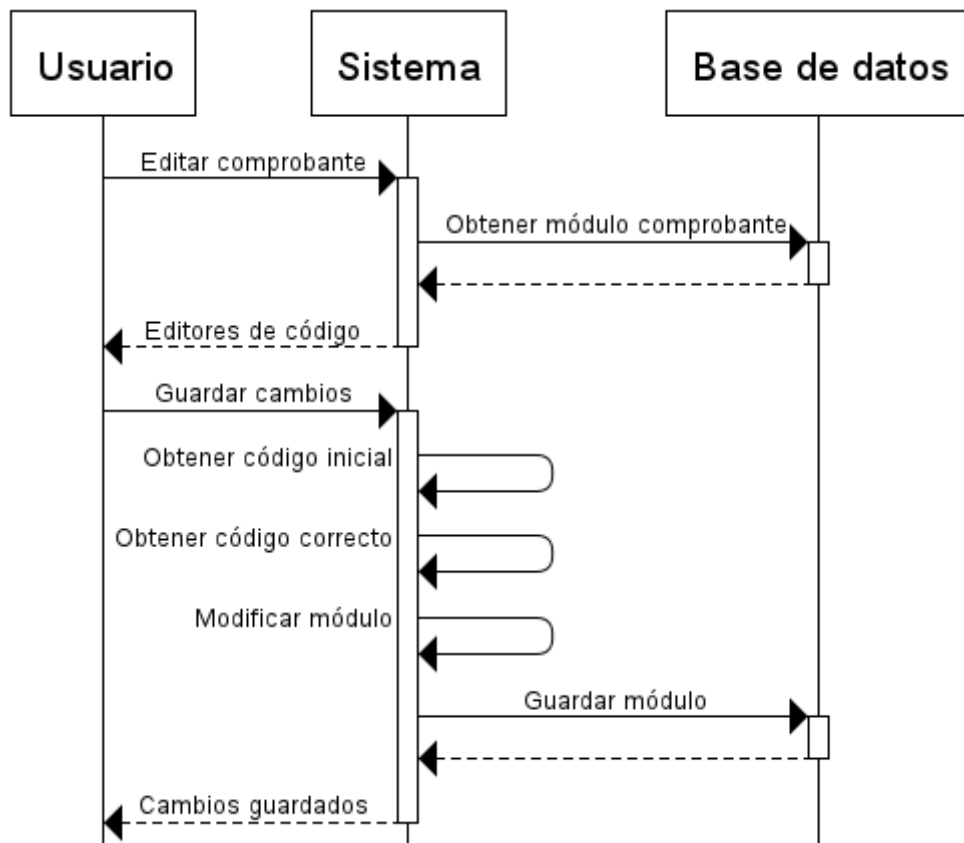 Usuario
Sistema
Base de datos
Editar comprobante
Obtener módulo comprobante
Editores de código
Guardar cambios
Obtener código inicial
Obtener código correcto
Modificar módulo
Guardar módulo
Cambios guardados